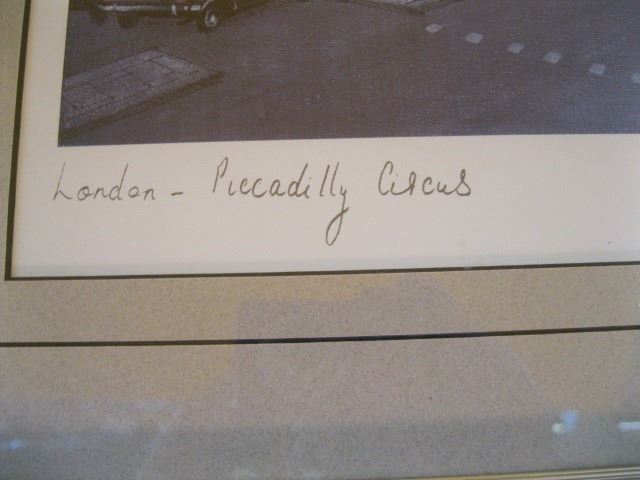 London - Piccadilly Circus